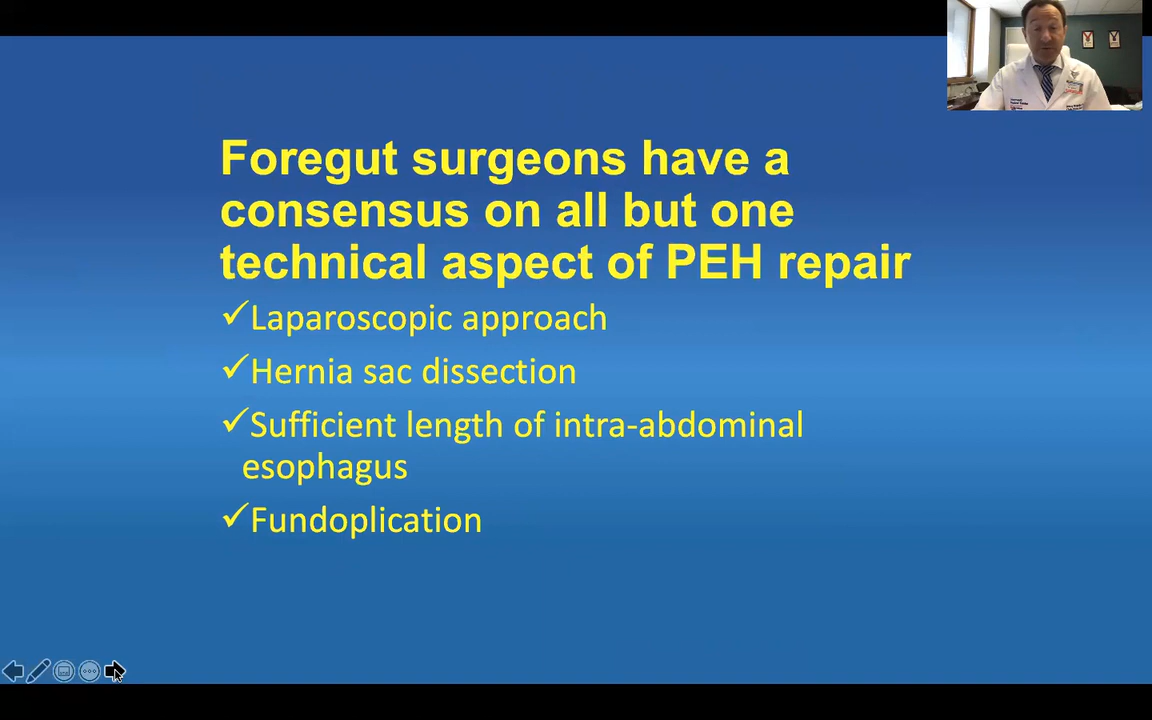 Foregut surgeons have a
consensus on all but one
technical aspect of PEH repair
✓Laparoscopic approach
✓Hernia sac dissection
✓Sufficient length of intra-abdominal
esophagus
✓Fundoplication